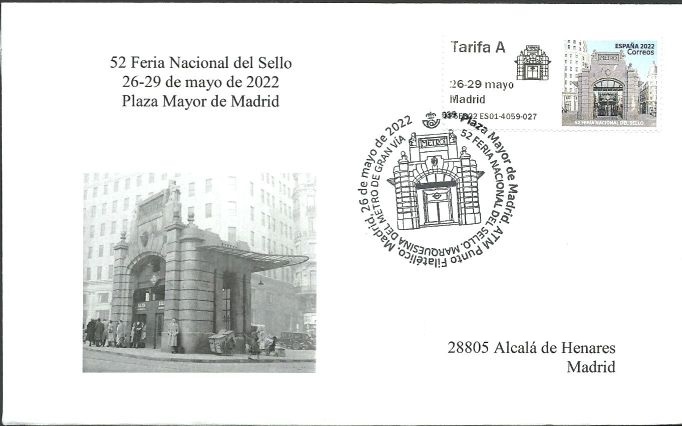 52 Feria Nacional del Sello
26-29 de mayo de 2022
Plaza Mayor de Madrid
Tarifa A
26-29 mayo
Madrid
ES01-4059-027
ESPAÑA 2022
Correos
52 FERIA NACIONAL DEL SELLO
METRO
Madrid, 26 de mayo de 2022
Plaza Mayor de Madrid. ATM Punto Filatélico.
52 FERIA NACIONAL DEL SELLO. MARQUESINA DEL METRO DE GRAN VÍA
28805 Alcalá de Henares
Madrid